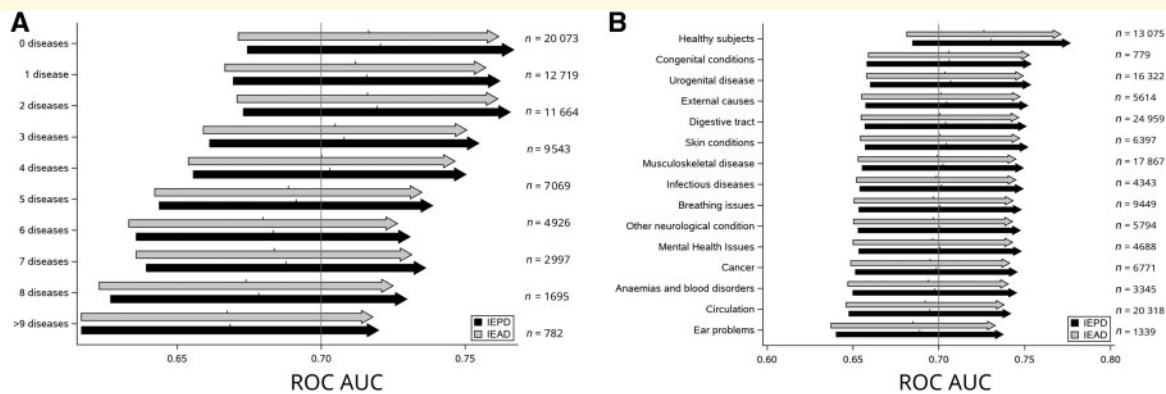 A
0 diseases
n = 20 073
1 disease
n = 12 719
2 diseases
n = 11 664
3 diseases
n = 9543
4 diseases
n = 7069
5 diseases
n = 4926
6 diseases
n = 2997
7 diseases
n = 1695
8 diseases
n = 782
>9 diseases
IEPD
IEAD
0.65 0.70 0.75
ROC AUC
B
Healthy subjects
n = 13 075
Congenital conditions
n = 779
Urogenital disease
n = 16 322
External causes
n = 5614
Digestive tract
n = 24 959
Skin conditions
n = 6397
Musculoskeletal disease
n = 17 867
Infectious diseases
n = 4343
Breathing issues
n = 9449
Other neurological condition
n = 5794
Mental Health Issues
n = 4688
Cancer
n = 6771
Anaemias and blood disorders
n = 3345
Circulation
n = 20 318
Ear problems
n = 1339
IEPD
IEAD
0.60 0.65 0.70 0.75 0.80
ROC AUC